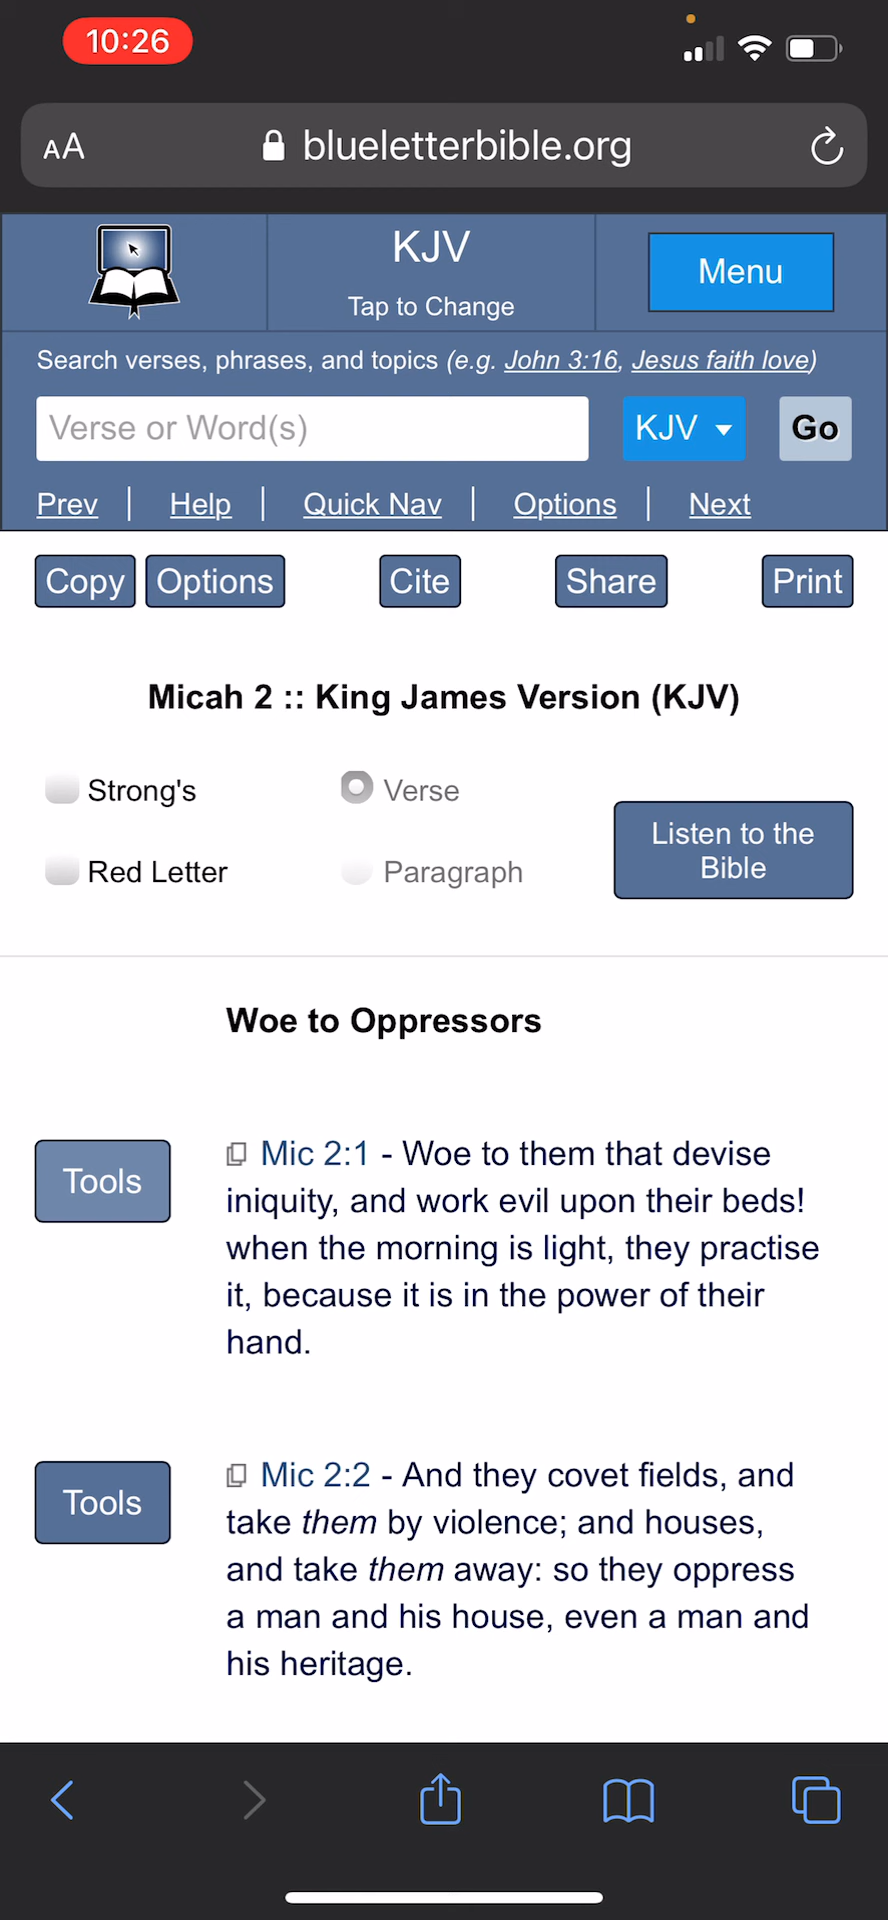 10:26
AA blueletterbible.org
KJV
Tap to Change
Menu
Search verses, phrases, and topics (e.g. John 3:16, Jesus faith love)
Verse or Word(s) KJV Go
Prev | Help | Quick Nav | Options | Next
Copy Options Cite Share Print
Micah 2 :: King James Version (KJV)
Strong's Verse
Red Letter Paragraph
Listen to the
Bible
Woe to Oppressors
Tools
Mic 2:1 - Woe to them that devise
iniquity, and work evil upon their beds!
when the morning is light, they practise
it, because it is in the power of their
hand.
Tools
Mic 2:2 - And they covet fields, and
take them by violence; and houses,
and take them away: so they oppress
a man and his house, even a man and
his heritage.